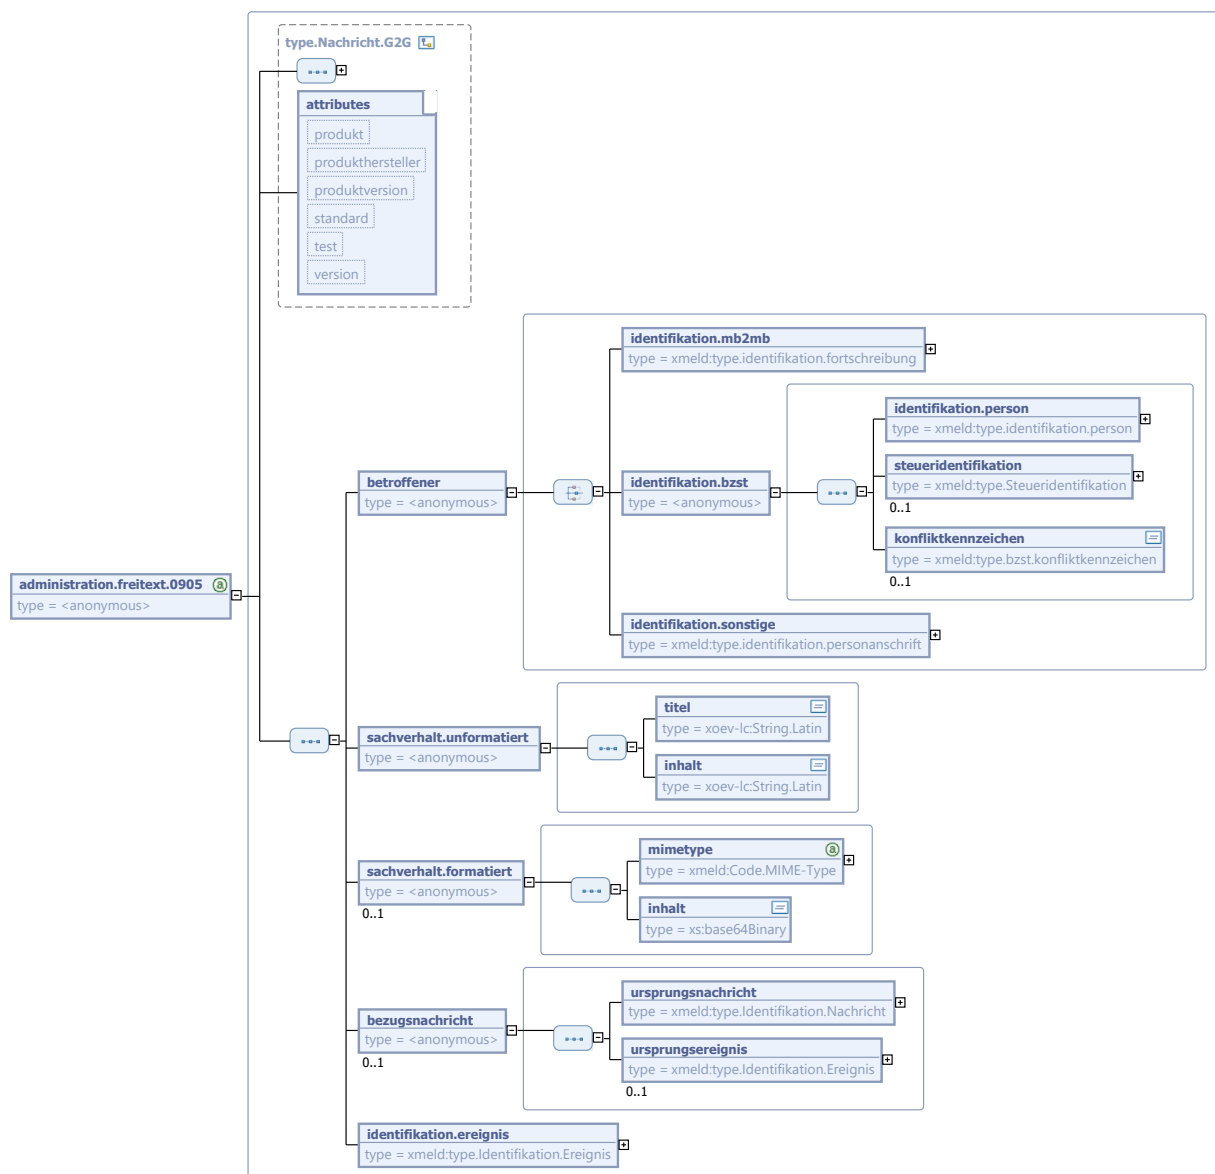 type.Nachricht.G2G
attributes
produkt
produkthersteller
produktversion
standard
test
version
identifikation.mb2mb
type = xmeld:type.identifikation.fortschreibung
identifikation.person
type = xmeld:type.identifikation.person
betroffener
type = <anonymous>
identifikation.bzst
type = <anonymous>
steueridentifikation
type = xmeld:type.Steueridentifikation
0..1
konfliktkennzeichen
type = xmeld:type.bzst.konfliktkennzeichen
0..1
administration.freitext.0905
type = <anonymous>
identifikation.sonstige
type = xmeld:type.identifikation.personanschrift
sachverhalt.unformatiert
type = <anonymous>
titel
type = xoev-lc:String.Latin
inhalt
type = xoev-lc:String.Latin
sachverhalt.formatiert
type = <anonymous>
0..1
mimetype
type = xmeld:Code.MIME-Type
inhalt
type = xs:base64Binary
bezugsnachricht
type = <anonymous>
0..1
ursprungsnachricht
type = xmeld:type.Identifikation.Nachricht
ursprungsereignis
type = xmeld:type.Identifikation.Ereignis
0..1
identifikation.ereignis
type = xmeld:type.Identifikation.Ereignis